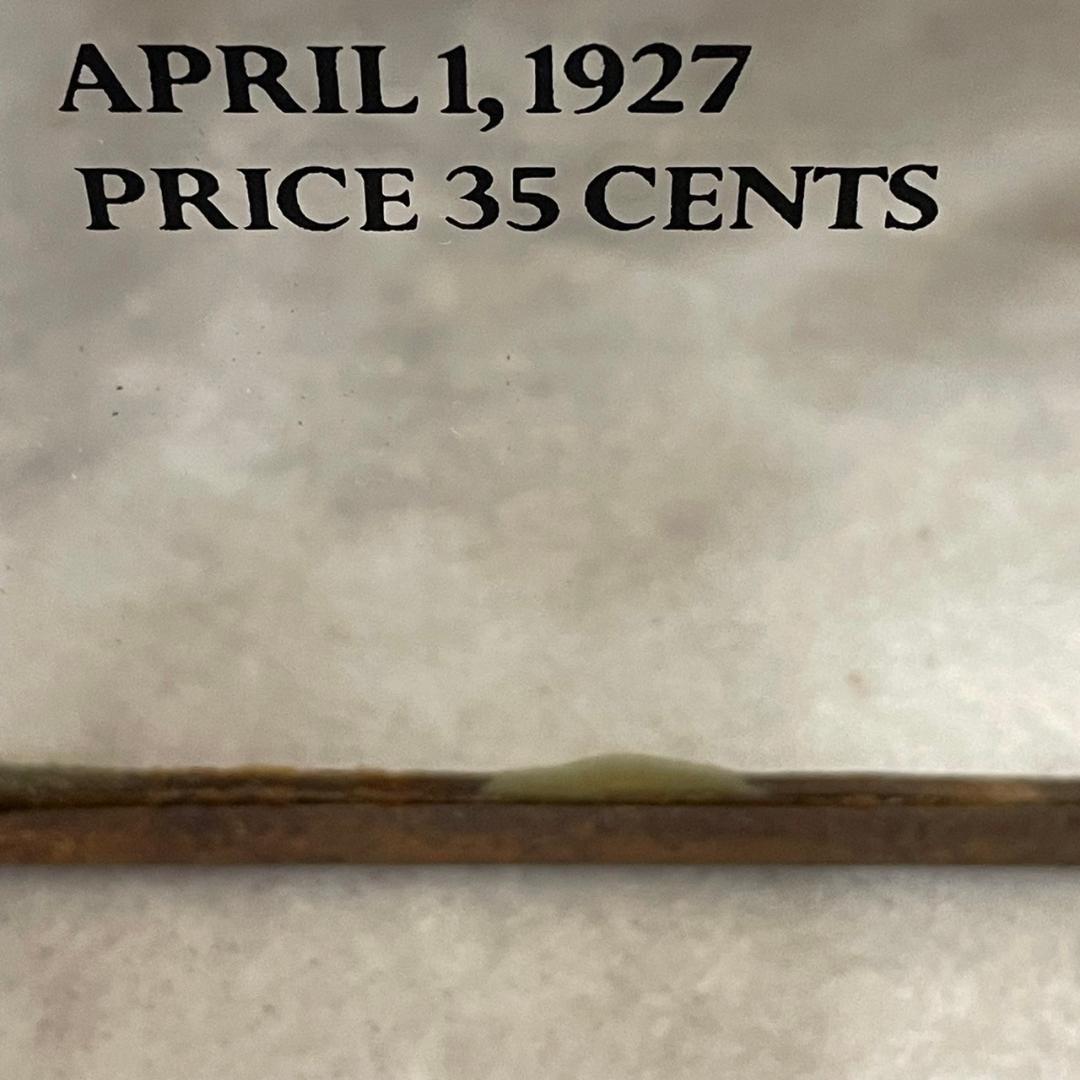 APRIL 1, 1927
PRICE 35 CENTS